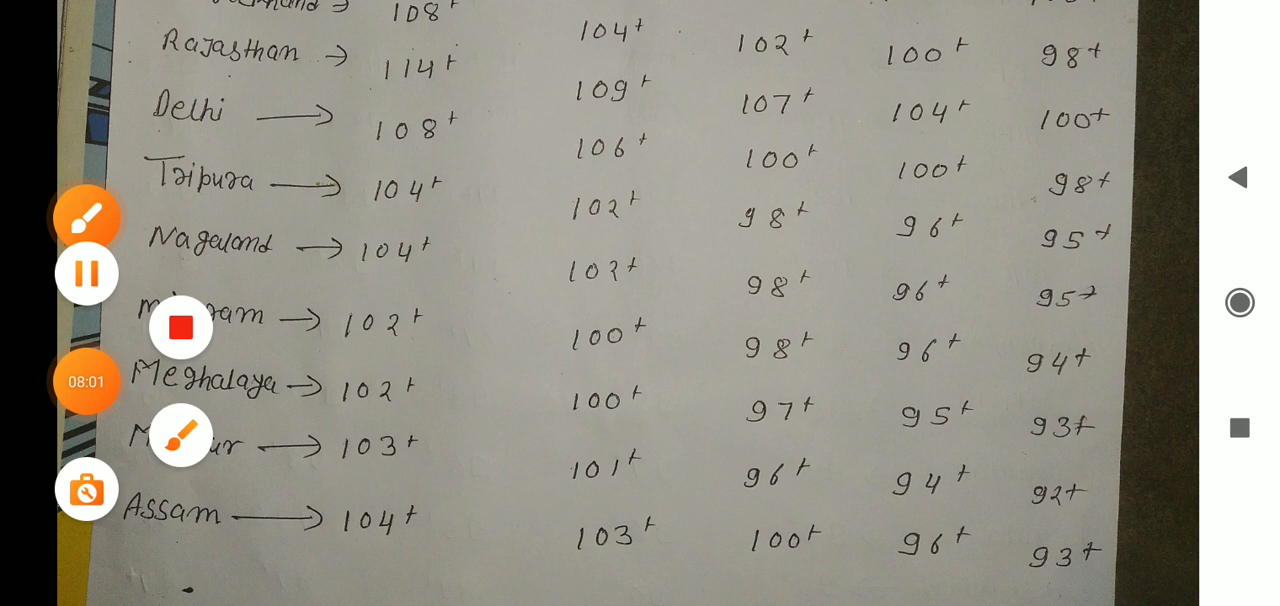 108+ 104+ 102+ 100+ 98+
Rajasthan → 114+ 109+ 107+ 104+ 100+
Delhi → 108+ 106+ 100+ 100+ 98+
Tripura → 104+ 102+ 98+ 96+ 95+
Nagaland → 104+ 102+ 98+ 96+ 95+
→ 102+ 100+ 98+ 96+ 94+
Meghalaya → 102+ 100+ 97+ 95+ 93+
→ 103+ 101+ 96+ 94+ 92+
Assam → 104+ 103+ 100+ 96+ 93+
08:01